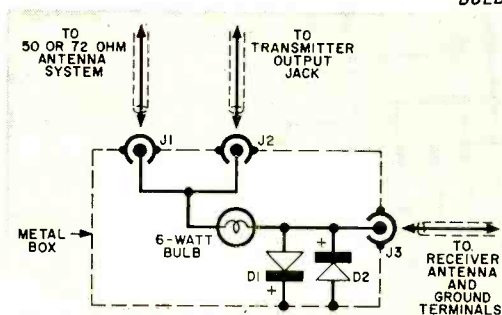 BULB
TO
50 OR 72 OHM
ANTENNA
SYSTEM
TO
TRANSMITTER
OUTPUT
JACK
J1
J2
METAL
BOX
6-WATT
BULB
D1
+
+
D2
J3
TO
RECEIVER
ANTENNA
AND
GROUND
TERMINALS